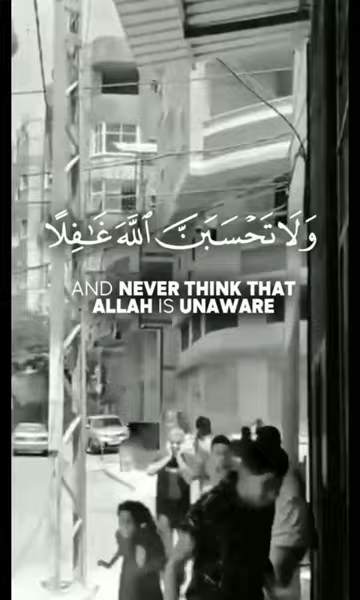 وَلَا تَحْسَبَنَّ ٱللَّهَ غَـٰفِلًا
AND NEVER THINK THAT
ALLAH IS UNAWARE